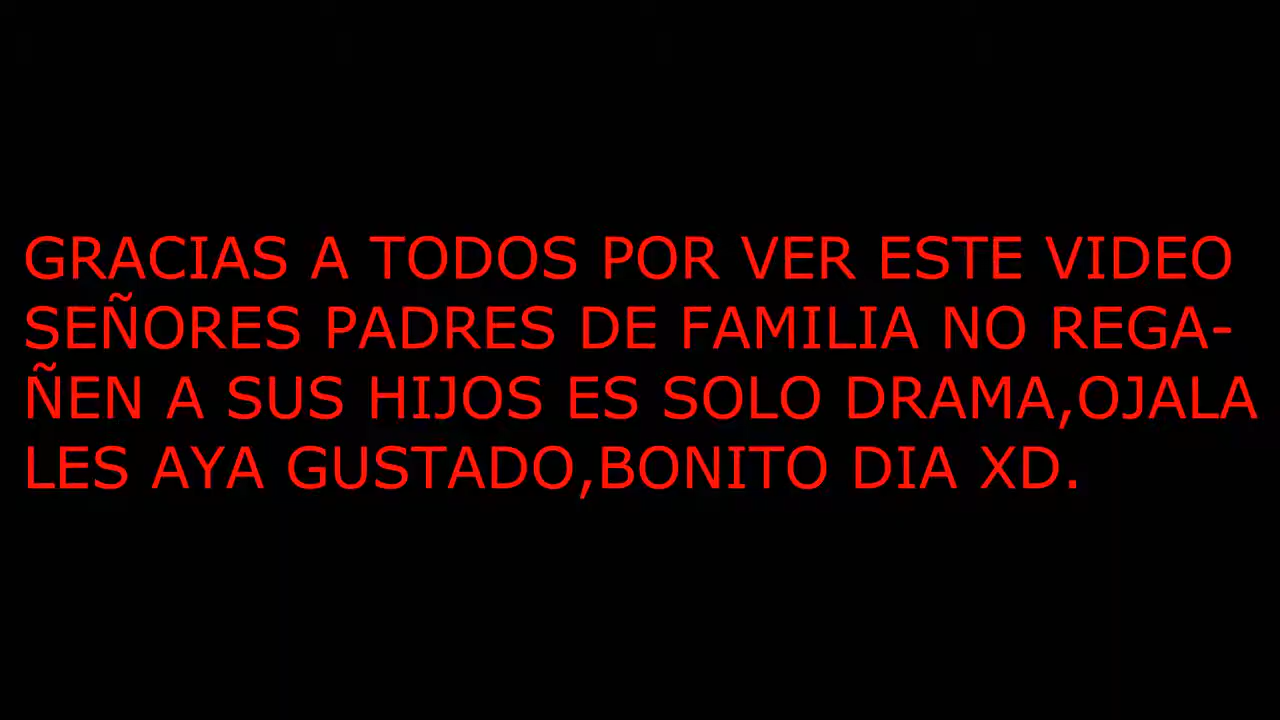 GRACIAS A TODOS POR VER ESTE VIDEO
SEÑORES PADRES DE FAMILIA NO REGA-
ÑEN A SUS HIJOS ES SOLO DRAMA,OJALA
LES AYA GUSTADO,BONITO DIA XD.